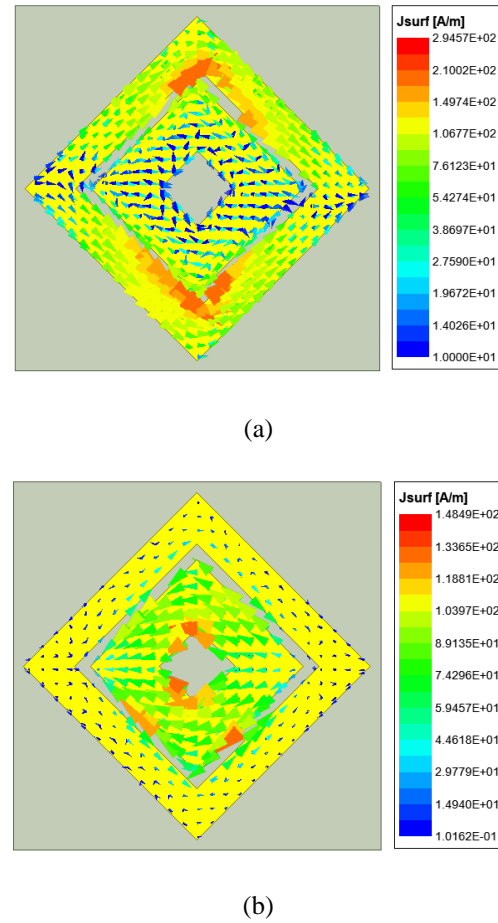 Jsurf [A/m]
2.9457E+02
2.1002E+02
1.4974E+02
1.0677E+02
7.6123E+01
5.4274E+01
3.8697E+01
2.7590E+01
1.9672E+01
1.4026E+01
1.0000E+01
(a)
Jsurf [A/m]
1.4849E+02
1.3365E+02
1.1881E+02
1.0397E+02
8.9135E+01
7.4296E+01
5.9457E+01
4.4618E+01
2.9779E+01
1.4940E+01
1.0162E-01
(b)